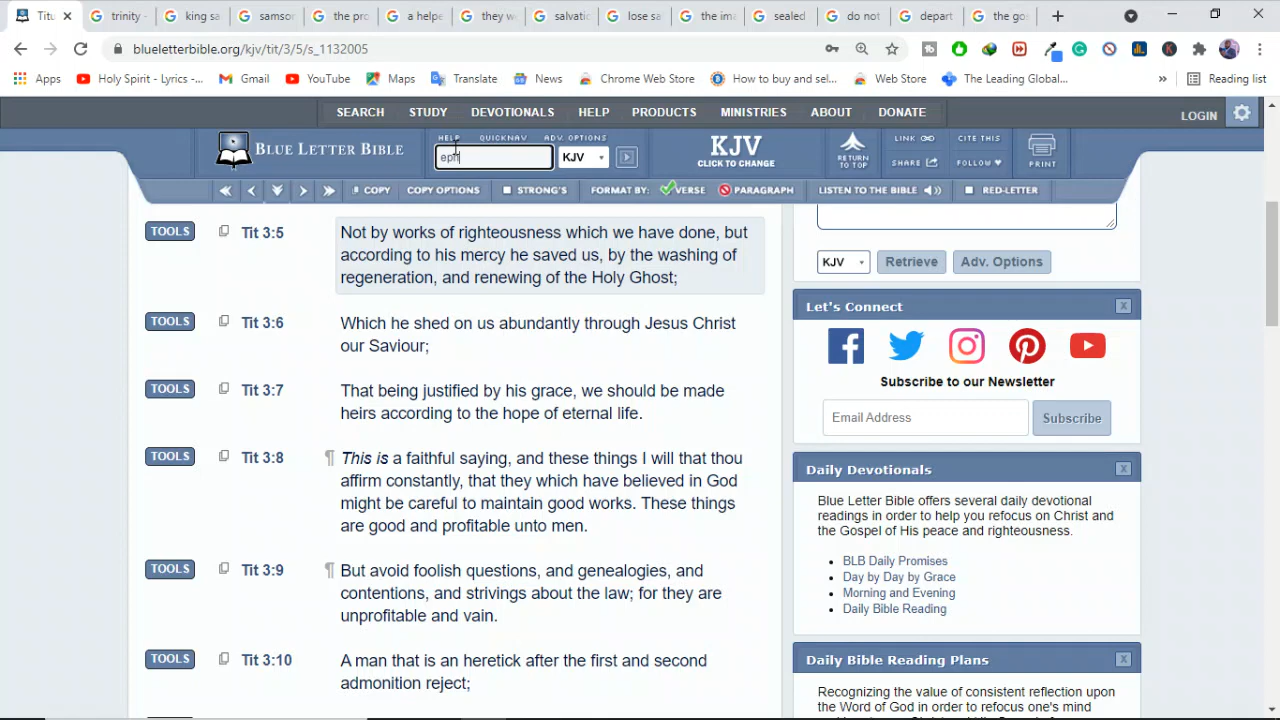 Titu
trinity -
king sa
samsor
the pro
a helpe
they w
salvatio
lose sa
the ima
sealed
do not
depart
the gos
blueletterbible.org/kjv/tit/3/5/s_1132005
Apps
Holy Spirit - Lyrics -...
Gmail
YouTube
Maps
Translate
News
Chrome Web Store
How to buy and sel...
Web Store
The Leading Global...
»
Reading list
SEARCH
STUDY
DEVOTIONALS
HELP
PRODUCTS
MINISTRIES
ABOUT
DONATE
LOGIN
BLUE LETTER BIBLE
HELP
QUICKNAV
ADV. OPTIONS
eph
KJV
KJV
CLICK TO CHANGE
RETURN
TO TOP
LINK
SHARE
CITE THIS
FOLLOW
PRINT
COPY
COPY OPTIONS
STRONG'S
FORMAT BY:
VERSE
PARAGRAPH
LISTEN TO THE BIBLE
RED-LETTER
TOOLS
Tit 3:5
Not by works of righteousness which we have done, but
according to his mercy he saved us, by the washing of
regeneration, and renewing of the Holy Ghost;
TOOLS
Tit 3:6
Which he shed on us abundantly through Jesus Christ
our Saviour;
TOOLS
Tit 3:7
That being justified by his grace, we should be made
heirs according to the hope of eternal life.
TOOLS
Tit 3:8
¶ This is a faithful saying, and these things I will that thou
affirm constantly, that they which have believed in God
might be careful to maintain good works. These things
are good and profitable unto men.
TOOLS
Tit 3:9
¶ But avoid foolish questions, and genealogies, and
contentions, and strivings about the law; for they are
unprofitable and vain.
TOOLS
Tit 3:10
A man that is an heretick after the first and second
admonition reject;
KJV
Retrieve
Adv. Options
Let's Connect
Subscribe to our Newsletter
Email Address
Subscribe
Daily Devotionals
Blue Letter Bible offers several daily devotional
readings in order to help you refocus on Christ and
the Gospel of His peace and righteousness.
BLB Daily Promises
Day by Day by Grace
Morning and Evening
Daily Bible Reading
Daily Bible Reading Plans
Recognizing the value of consistent reflection upon
the Word of God in order to refocus one's mind